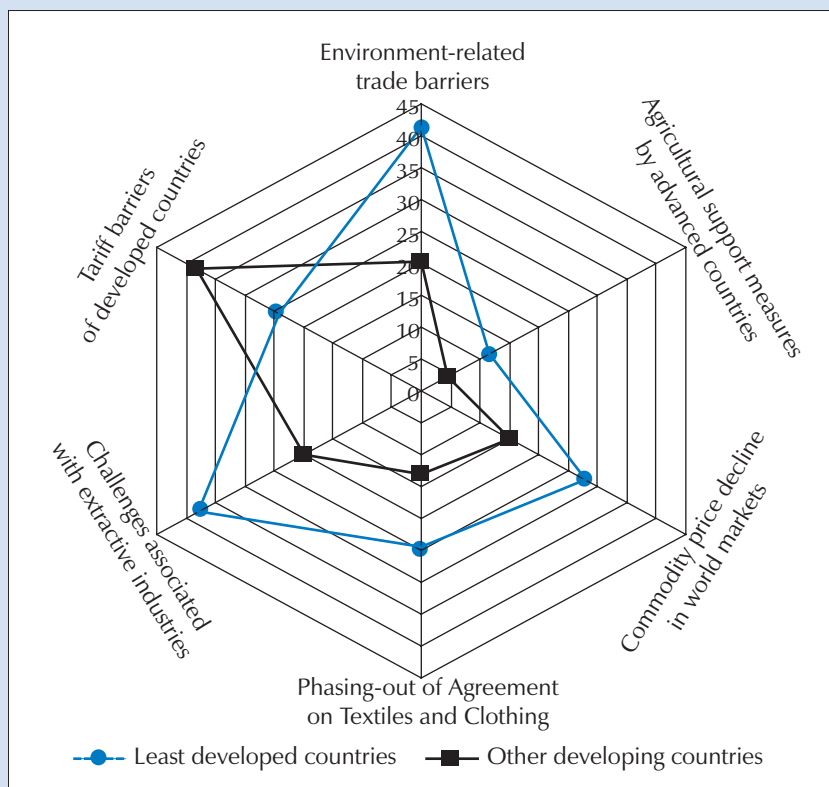 Environment-related
trade barriers
Agricultural support measures
by advanced countries
Commodity price decline
in world markets
Phasing-out of Agreement
on Textiles and Clothing
Challenges associated
with extractive industries
Tariff barriers
of developed countries
45
40
35
30
25
20
15
10
5
0
Least developed countries
Other developing countries